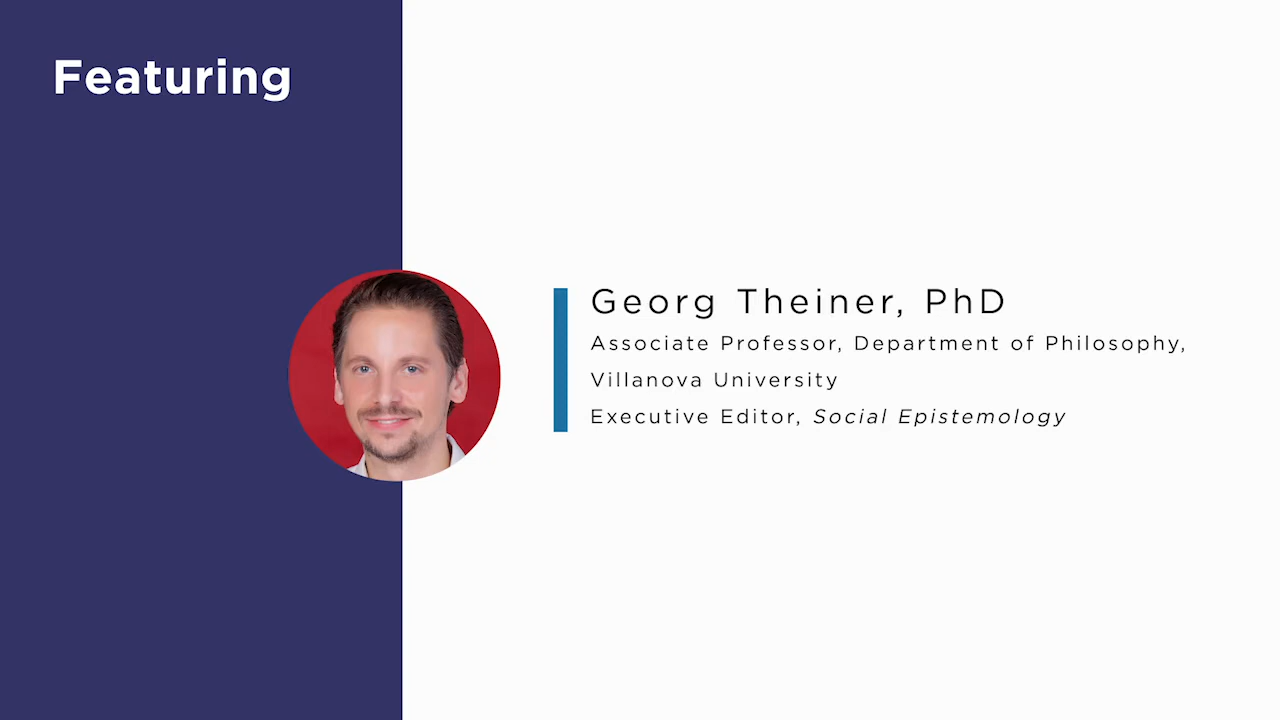 Featuring
Georg Theiner, PhD
Associate Professor, Department of Philosophy,
Villanova University
Executive Editor, Social Epistemology